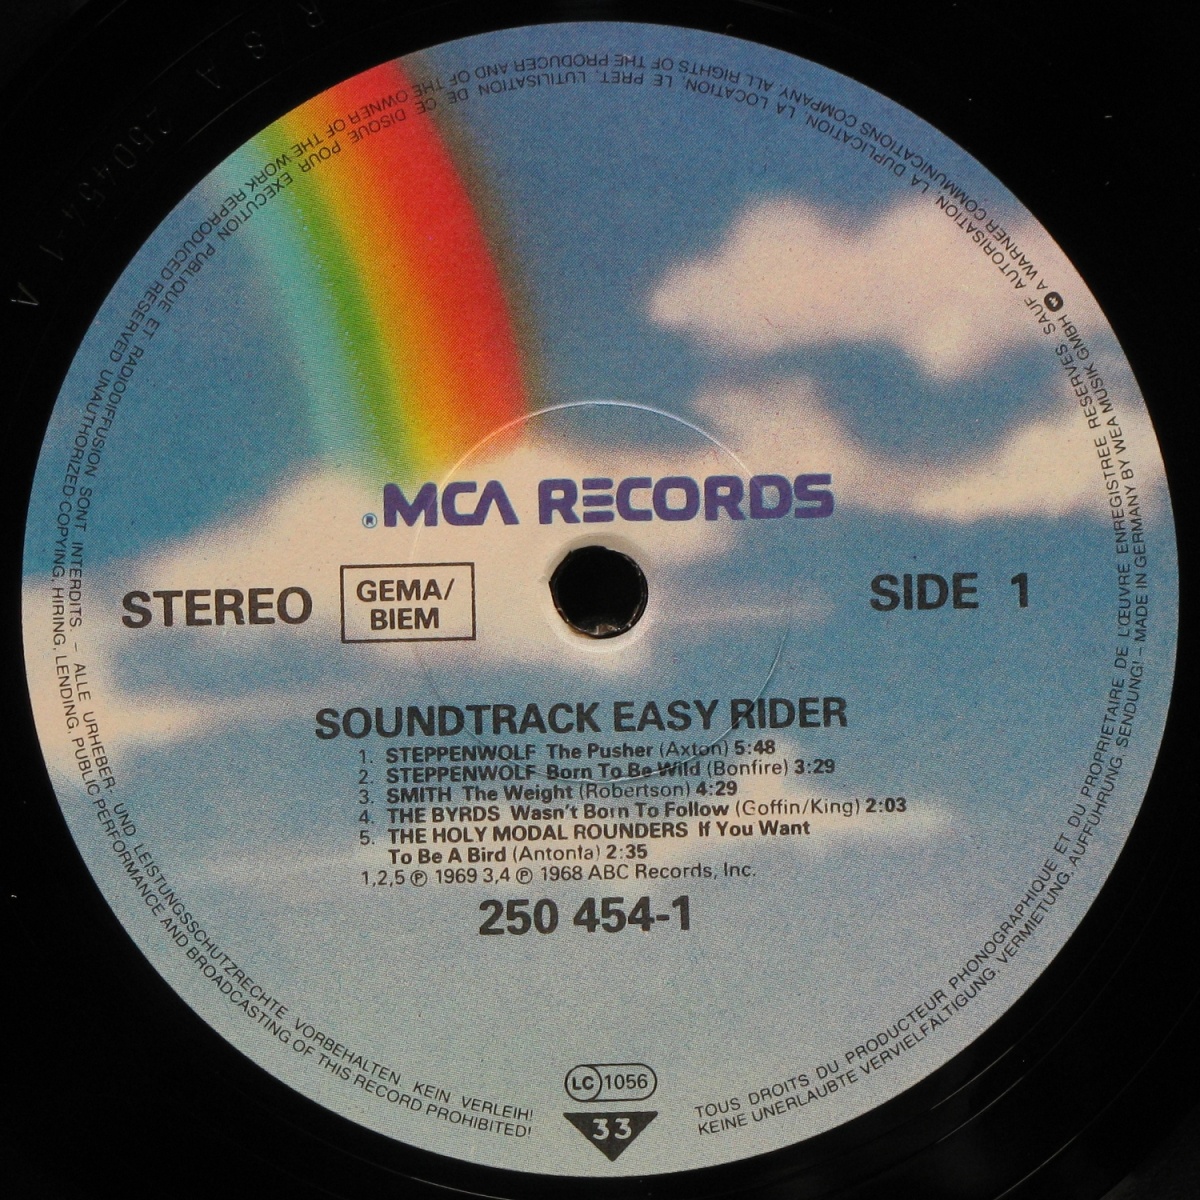 ® MCA RECORDS
STEREO
GEMA/
BIEM
SIDE 1
SOUNDTRACK EASY RIDER
1. STEPPENWOLF The Pusher (Axton) 5:48
2. STEPPENWOLF Born To Be Wild (Bonfire) 3:29
3. SMITH The Weight (Robertson) 4:29
4. THE BYRDS Wasn't Born To Follow (Goffin/King) 2:03
5. THE HOLY MODAL ROUNDERS If You Want
To Be A Bird (Antonta) 2:35
1,2,5 ℗ 1969 3,4 ℗ 1968 ABC Records, Inc.
250 454-1
LC 1056
33
TOUS DROITS DU PRODUCTEUR PHONOGRAPHIQUE ET DU PROPRIETAIRE DE L'ŒUVRE ENREGISTREE RESERVES SAUF AUTORISATION, LA DUPLICATION, LA LOCATION, LE PRET, L'UTILISATION DE CE DISQUE POUR EXECUTION PUBLIQUE ET RADIODIFFUSION SONT INTERDITS. – ALLE URHEBER- UND LEISTUNGSSCHUTZRECHTE VORBEHALTEN KEIN VERLEIH!
KEINE UNERLAUBTE VERVIELFÄLTIGUNG, VERMIETUNG, AUFFÜHRUNG, SENDUNG! – MADE IN GERMANY BY WEA MUSIK GMBH A WARNER COMMUNICATIONS COMPANY. ALL RIGHTS OF THE PRODUCER AND OF THE OWNER OF THE WORK REPRODUCED RESERVED UNAUTHORIZED COPYING, HIRING, LENDING, PUBLIC PERFORMANCE AND BROADCASTING OF THIS RECORD PROHIBITED!